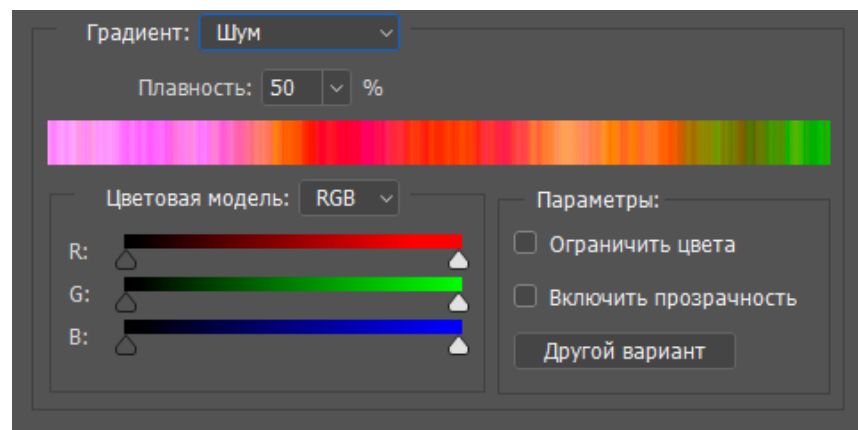 Градиент: Шум
Плавность: 50 %
Цветовая модель: RGB
R:
G:
B:
Параметры:
Ограничить цвета
Включить прозрачность
Другой вариант